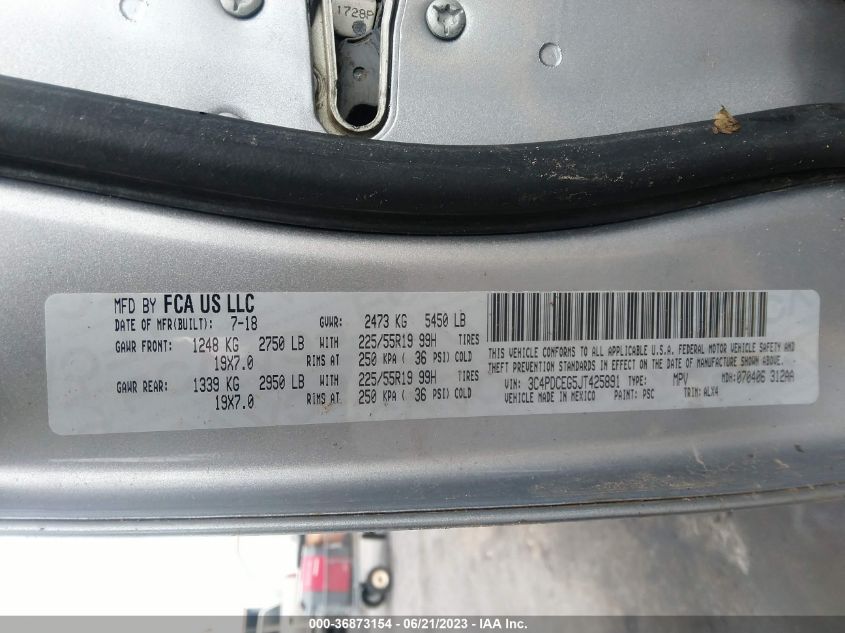 1728P
MFD BY FCA US LLC
DATE OF MFR(BUILT): 7-18 GVWR: 2473 KG 5450 LB
GAWR FRONT: 1248 KG 2750 LB WITH 225/55R19 99H TIRES
19X7.0 RIMS AT 250 KPA ( 36 PSI) COLD
GAWR REAR: 1339 KG 2950 LB WITH 225/55R19 99H TIRES
19X7.0 RIMS AT 250 KPA ( 36 PSI) COLD
THIS VEHICLE CONFORMS TO ALL APPLICABLE U.S.A. FEDERAL MOTOR VEHICLE SAFETY AND
THEFT PREVENTION STANDARDS IN EFFECT ON THE DATE OF MANUFACTURE SHOWN ABOVE.
VIN: 3C4PDCEG5JT425891 TYPE: MPV MDH:070406 312AA
VEHICLE MADE IN MEXICO PAINT: PSC TRIM: ALX4
000-36873154 - 06/21/2023 - IAA Inc.